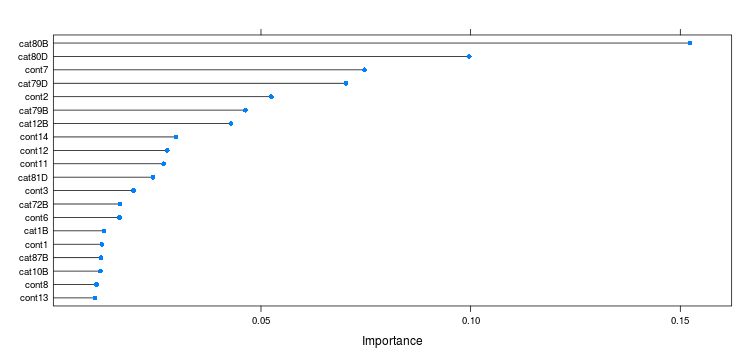 cat80B
cat80D
cont7
cat79D
cont2
cat79B
cat12B
cont14
cont12
cont11
cat81D
cont3
cat72B
cont6
cat1B
cont1
cat87B
cat10B
cont8
cont13
0.05 0.10 0.15
Importance